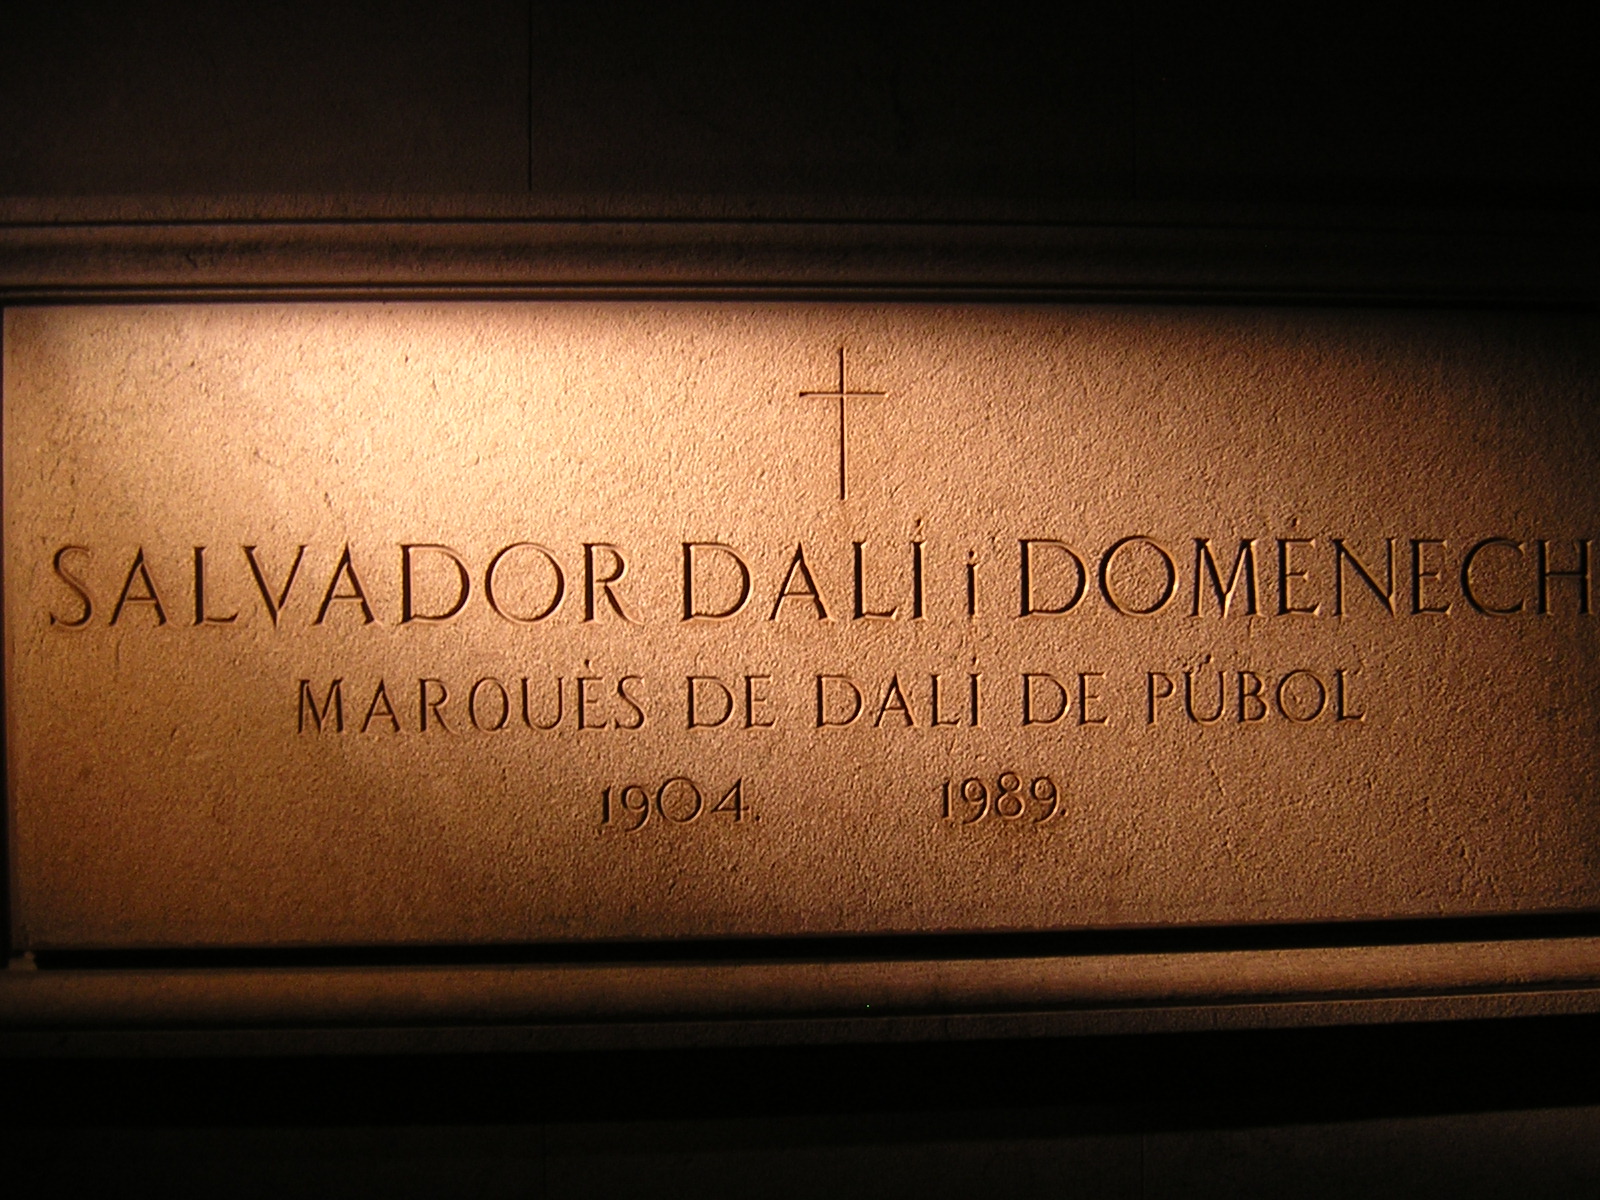 SALVADOR DALÍ i DOMÈNECH
MARQUÈS DE DALÍ DE PÚBOL
1904. 1989.